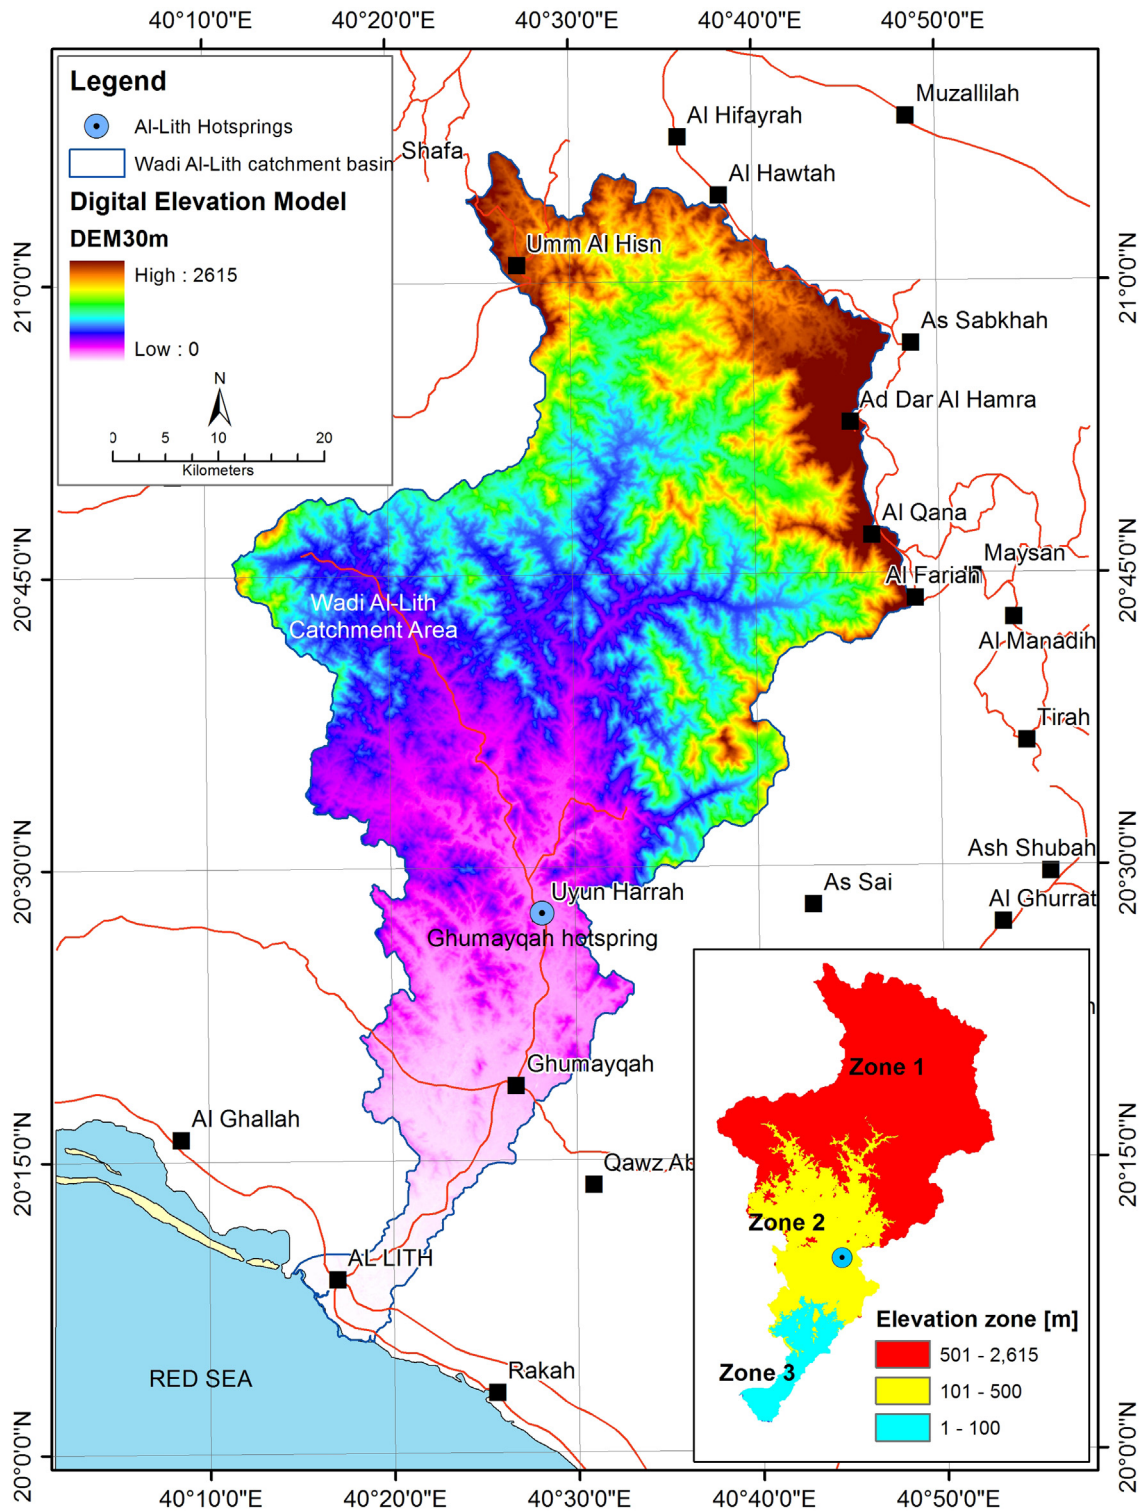 40°10'0"E
40°20'0"E
40°30'0"E
40°40'0"E
40°50'0"E
Legend
Al-Lith Hotsprings
Wadi Al-Lith catchment basin
Digital Elevation Model
DEM30m
High : 2615
Low : 0
N
0 5 10 20
Kilometers
Shafa
Al Hifayrah
Muzallilah
Al Hawtah
Umm Al Hisn
As Sabkhah
Ad Dar Al Hamra
Al Qana
Maysan
Al Fariah
Al Manadih
Tirah
Wadi Al-Lith
Catchment Area
Ash Shubah
As Sai
Al Ghurrat
Uyun Harrah
Ghumayqah hotspring
Ghumayqah
Al Ghallah
Qawz Ab
AL LITH
RED SEA
Rakah
Zone 1
Zone 2
Zone 3
Elevation zone [m]
501 - 2,615
101 - 500
1 - 100
21°0'0"N
20°45'0"N
20°30'0"N
20°15'0"N
20°0'0"N
21°0'0"N
20°45'0"N
20°30'0"N
20°15'0"N
20°0'0"N
40°10'0"E
40°20'0"E
40°30'0"E
40°40'0"E
40°50'0"E